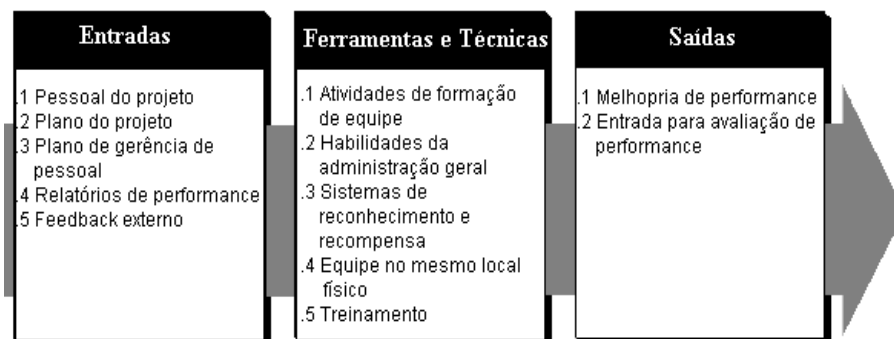 Entradas
.1 Pessoal do projeto
.2 Plano do projeto
.3 Plano de gerência de
pessoal
.4 Relatórios de performance
.5 Feedback externo
Ferramentas e Técnicas
.1 Atividades de formação
de equipe
.2 Habilidades da
administração geral
.3 Sistemas de
reconhecimento e
recompensa
.4 Equipe no mesmo local
físico
.5 Treinamento
Saídas
.1 Melhopria de performance
.2 Entrada para avaliação de
performance